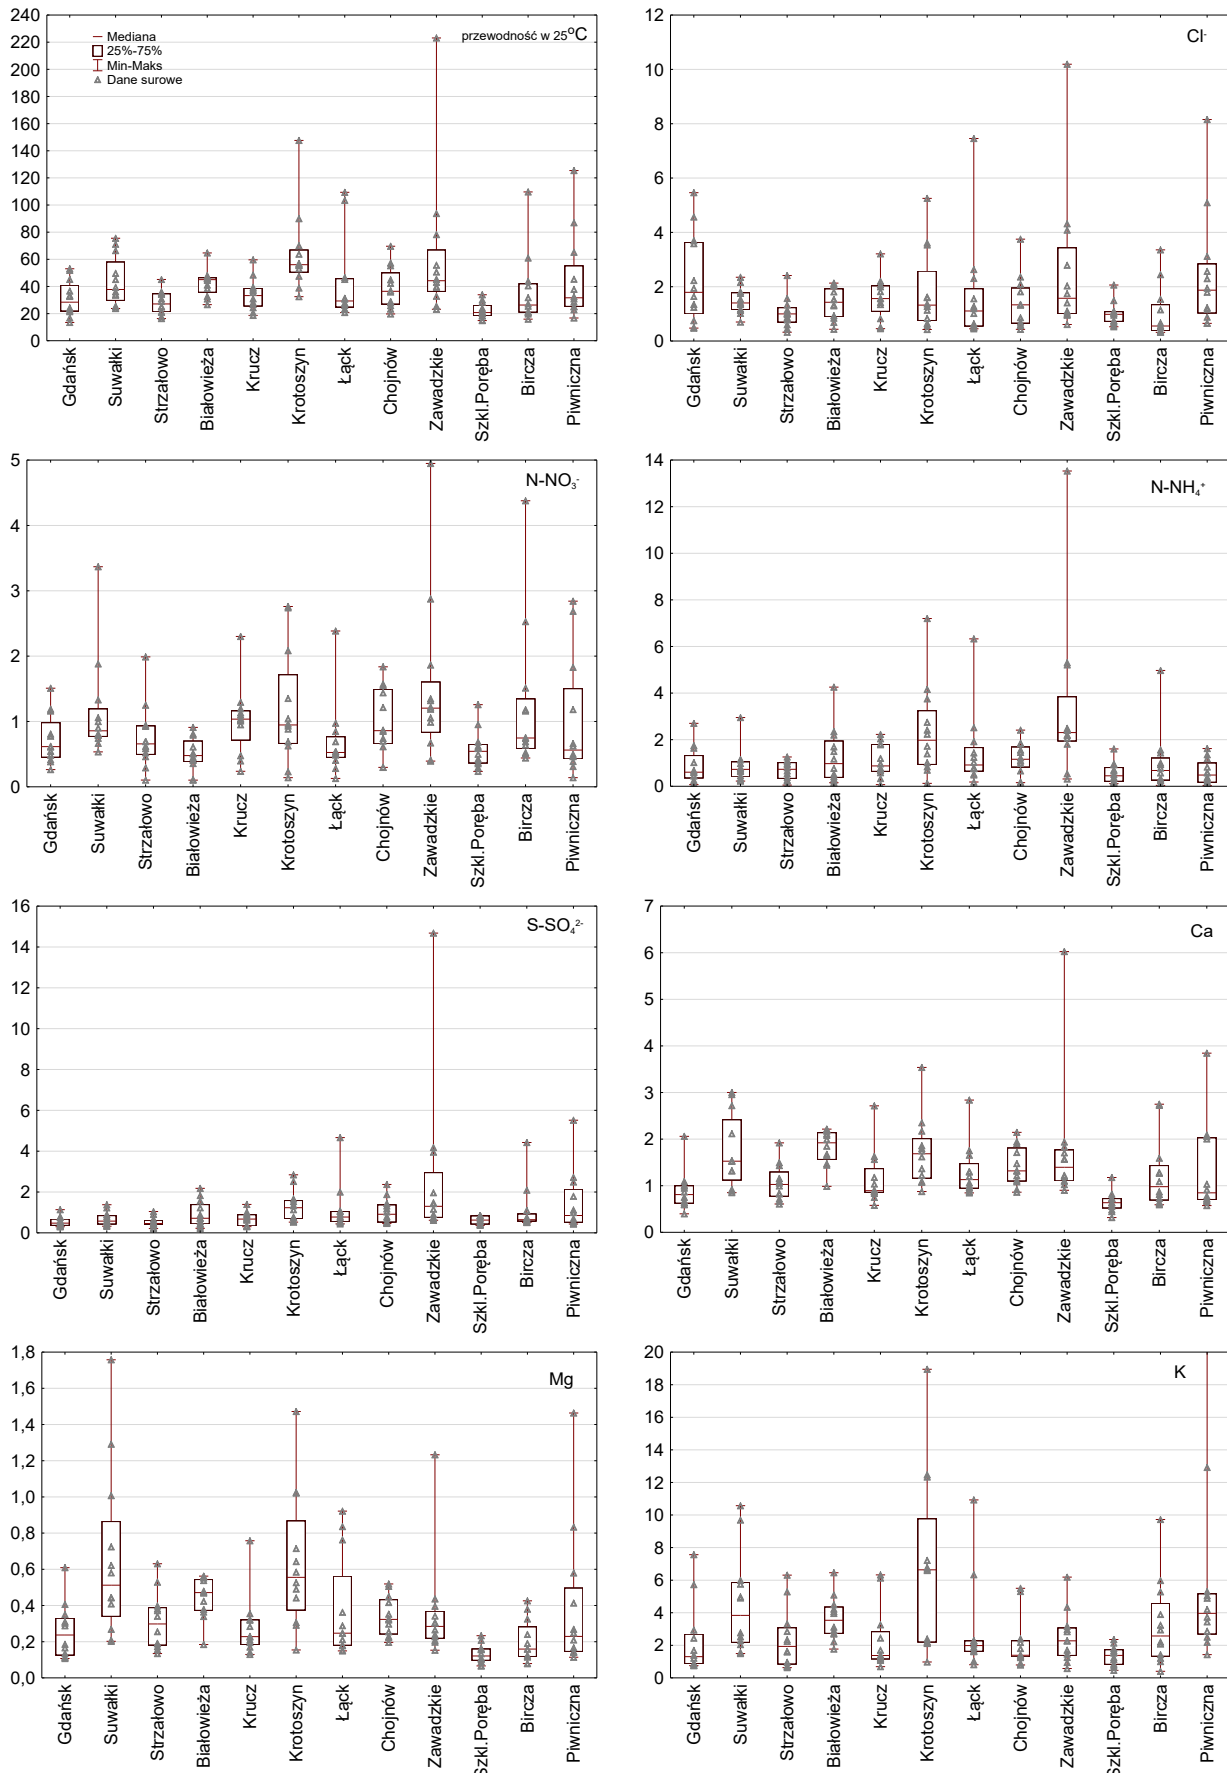 240
220
200
180
160
140
120
100
80
60
40
20
0
Mediana
25%-75%
Min-Maks
Dane surowe
przewodność w 25°C
Gdańsk
Suwałki
Strzałowo
Białowieża
Krucz
Krotoszyn
Łąck
Chojnów
Zawadzkie
Szkl.Poręba
Bircza
Piwniczna
12
10
8
6
4
2
0
Cl-
Gdańsk
Suwałki
Strzałowo
Białowieża
Krucz
Krotoszyn
Łąck
Chojnów
Zawadzkie
Szkl.Poręba
Bircza
Piwniczna
5
4
3
2
1
0
N-NO₃-
Gdańsk
Suwałki
Strzałowo
Białowieża
Krucz
Krotoszyn
Łąck
Chojnów
Zawadzkie
Szkl.Poręba
Bircza
Piwniczna
14
12
10
8
6
4
2
0
N-NH₄⁺
Gdańsk
Suwałki
Strzałowo
Białowieża
Krucz
Krotoszyn
Łąck
Chojnów
Zawadzkie
Szkl.Poręba
Bircza
Piwniczna
16
14
12
10
8
6
4
2
0
S-SO₄²⁻
Gdańsk
Suwałki
Strzałowo
Białowieża
Krucz
Krotoszyn
Łąck
Chojnów
Zawadzkie
Szkl.Poręba
Bircza
Piwniczna
7
6
5
4
3
2
1
0
Ca
Gdańsk
Suwałki
Strzałowo
Białowieża
Krucz
Krotoszyn
Łąck
Chojnów
Zawadzkie
Szkl.Poręba
Bircza
Piwniczna
1,8
1,6
1,4
1,2
1,0
0,8
0,6
0,4
0,2
0,0
Mg
Gdańsk
Suwałki
Strzałowo
Białowieża
Krucz
Krotoszyn
Łąck
Chojnów
Zawadzkie
Szkl.Poręba
Bircza
Piwniczna
20
18
16
14
12
10
8
6
4
2
0
K
Gdańsk
Suwałki
Strzałowo
Białowieża
Krucz
Krotoszyn
Łąck
Chojnów
Zawadzkie
Szkl.Poręba
Bircza
Piwniczna